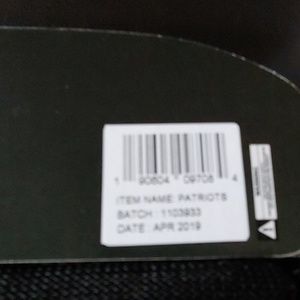 1 90604 09708 4
ITEM NAME: PATRIOTS
BATCH : 1103933
DATE : APR 2019